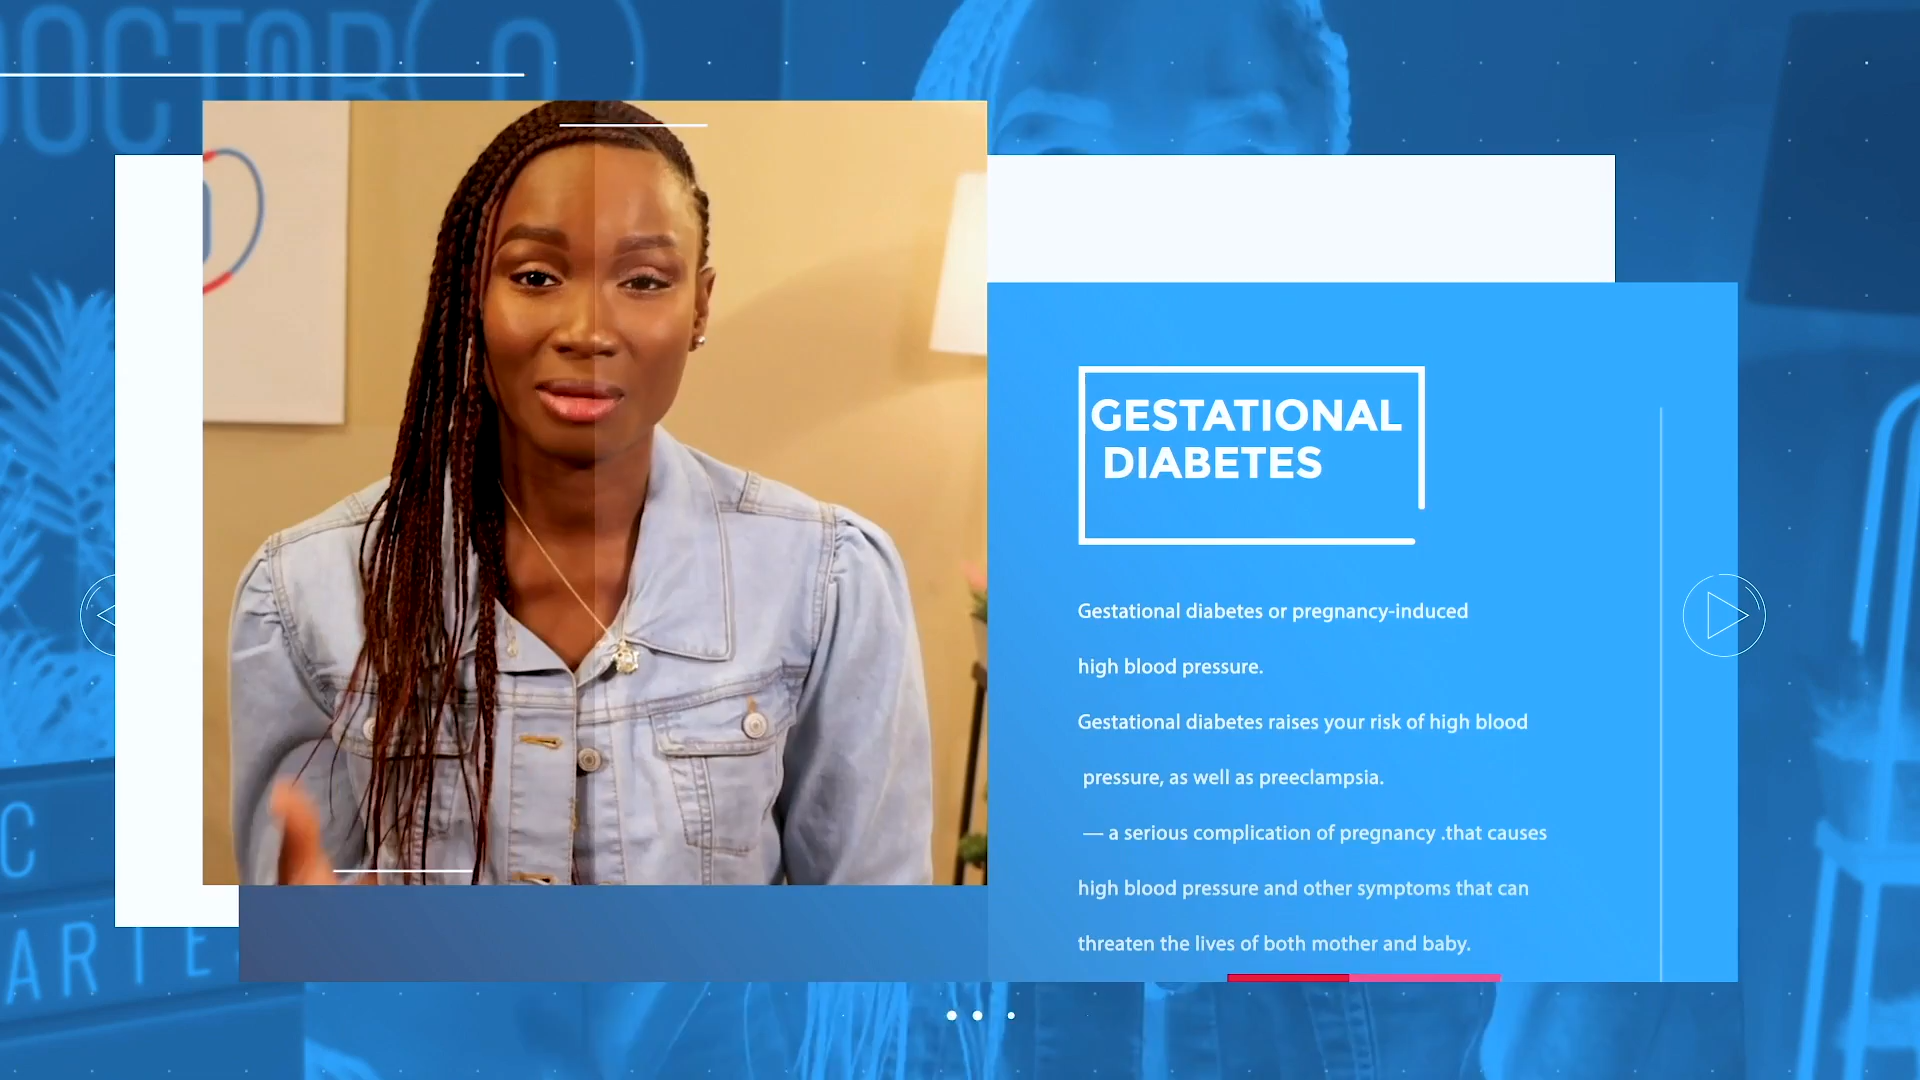 DOCTOR
DOCTOR
GESTATIONAL
DIABETES
Gestational diabetes or pregnancy-induced
high blood pressure.
Gestational diabetes raises your risk of high blood
pressure, as well as preeclampsia.
— a serious complication of pregnancy .that causes
high blood pressure and other symptoms that can
threaten the lives of both mother and baby.